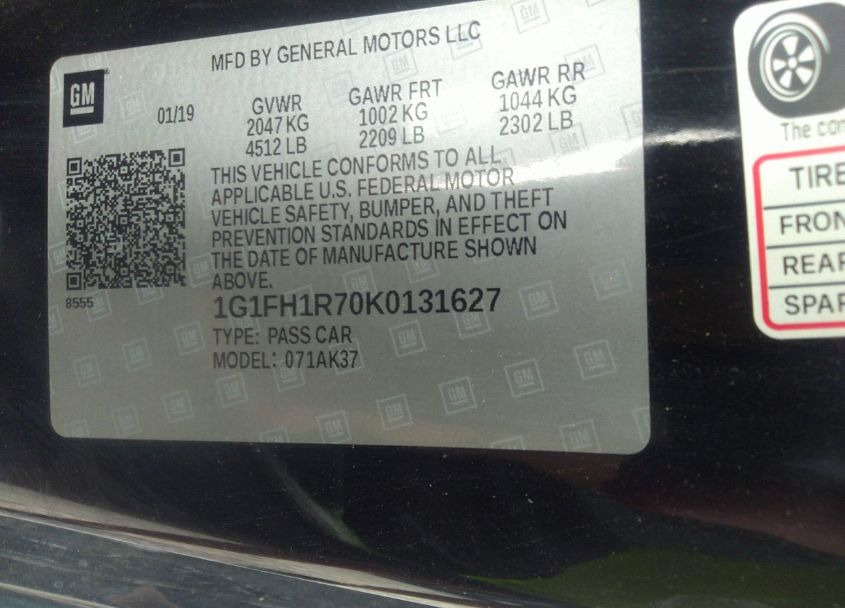 MFD BY GENERAL MOTORS LLC
GM
01/19
GVWR
2047 KG
4512 LB
GAWR FRT
1002 KG
2209 LB
GAWR RR
1044 KG
2302 LB
THIS VEHICLE CONFORMS TO ALL
APPLICABLE U.S. FEDERAL MOTOR
VEHICLE SAFETY, BUMPER, AND THEFT
PREVENTION STANDARDS IN EFFECT ON
THE DATE OF MANUFACTURE SHOWN
ABOVE.
8555
1G1FH1R70K0131627
TYPE: PASS CAR
MODEL: 071AK37
The com
TIRE
FRON
REAR
SPAR